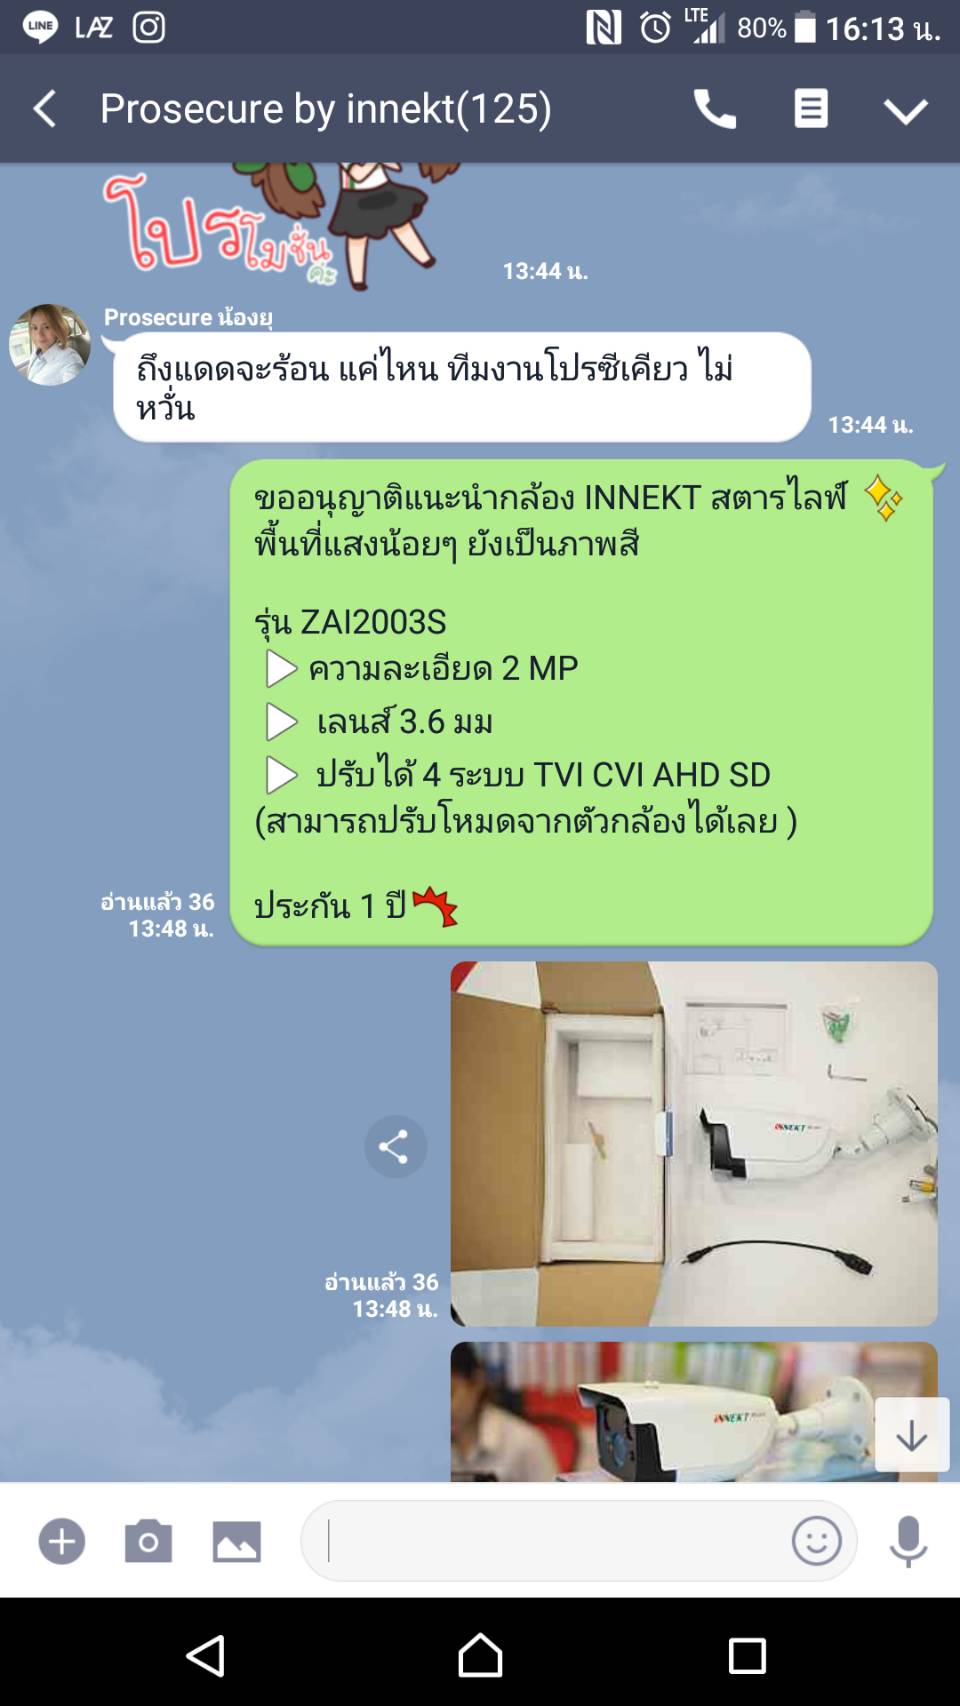 LINE LAZ LTE 80% 16:13 น.
Prosecure by innekt(125)
โปรโมชั่น
ค่ะ
13:44 น.
Prosecure น้องยุ
ถึงแดดจะร้อน แค่ไหน ทีมงานโปรซีเคียว ไม่
หวั่น
13:44 น.
ขออนุญาติแนะนำกล้อง INNEKT สตารไลฟ์
พื้นที่แสงน้อยๆ ยังเป็นภาพสี
รุ่น ZAI2003S
ความละเอียด 2 MP
เลนส์ 3.6 มม
ปรับได้ 4 ระบบ TVI CVI AHD SD
(สามารถปรับโหมดจากตัวกล้องได้เลย )
ประกัน 1 ปี
อ่านแล้ว 36
13:48 น.
INNEKT
อ่านแล้ว 36
13:48 น.
INNEKT